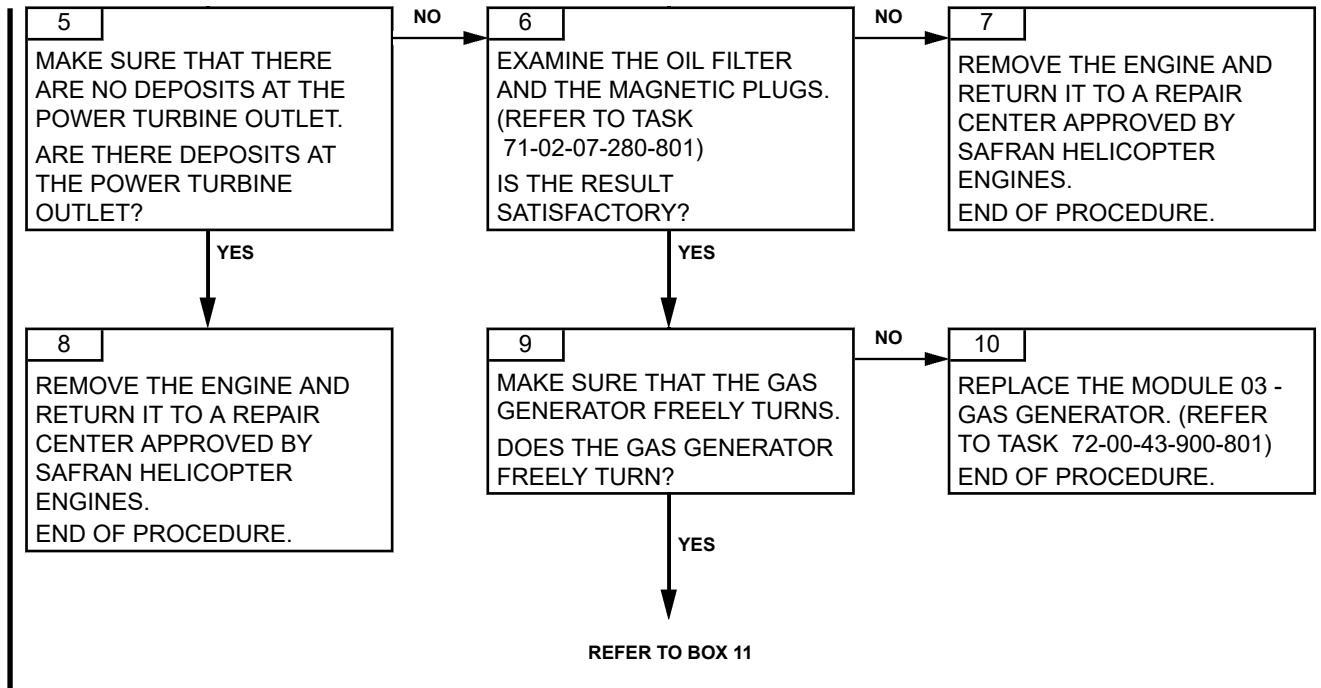 5
MAKE SURE THAT THERE
ARE NO DEPOSITS AT THE
POWER TURBINE OUTLET.
ARE THERE DEPOSITS AT
THE POWER TURBINE
OUTLET?
NO
YES
6
EXAMINE THE OIL FILTER
AND THE MAGNETIC PLUGS.
(REFER TO TASK
71-02-07-280-801)
IS THE RESULT
SATISFACTORY?
NO
YES
7
REMOVE THE ENGINE AND
RETURN IT TO A REPAIR
CENTER APPROVED BY
SAFRAN HELICOPTER
ENGINES.
END OF PROCEDURE.
8
REMOVE THE ENGINE AND
RETURN IT TO A REPAIR
CENTER APPROVED BY
SAFRAN HELICOPTER
ENGINES.
END OF PROCEDURE.
9
MAKE SURE THAT THE GAS
GENERATOR FREELY TURNS.
DOES THE GAS GENERATOR
FREELY TURN?
NO
YES
10
REPLACE THE MODULE 03 -
GAS GENERATOR. (REFER
TO TASK 72-00-43-900-801)
END OF PROCEDURE.
REFER TO BOX 11